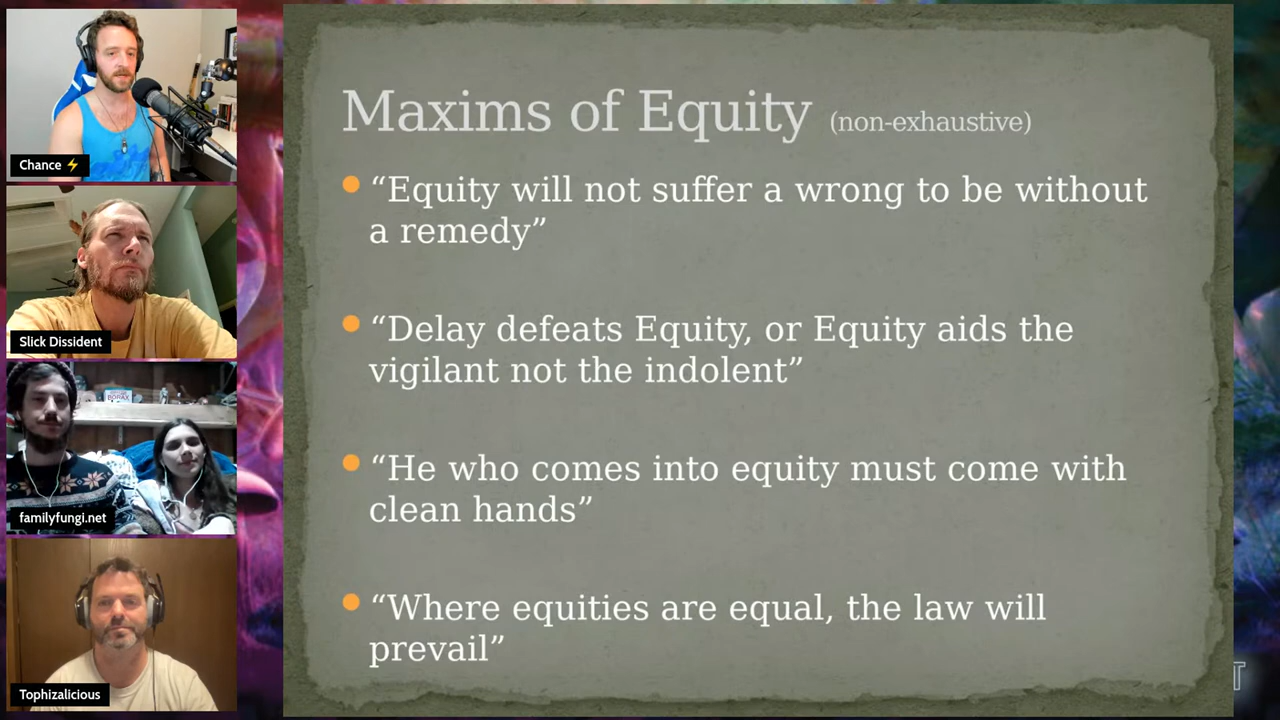 Chance ⚡
Slick Dissident
familyfungi.net
Tophizalicious
Maxims of Equity (non-exhaustive)
“Equity will not suffer a wrong to be without
a remedy”
“Delay defeats Equity, or Equity aids the
vigilant not the indolent”
“He who comes into equity must come with
clean hands”
“Where equities are equal, the law will
prevail”
BORAX
T